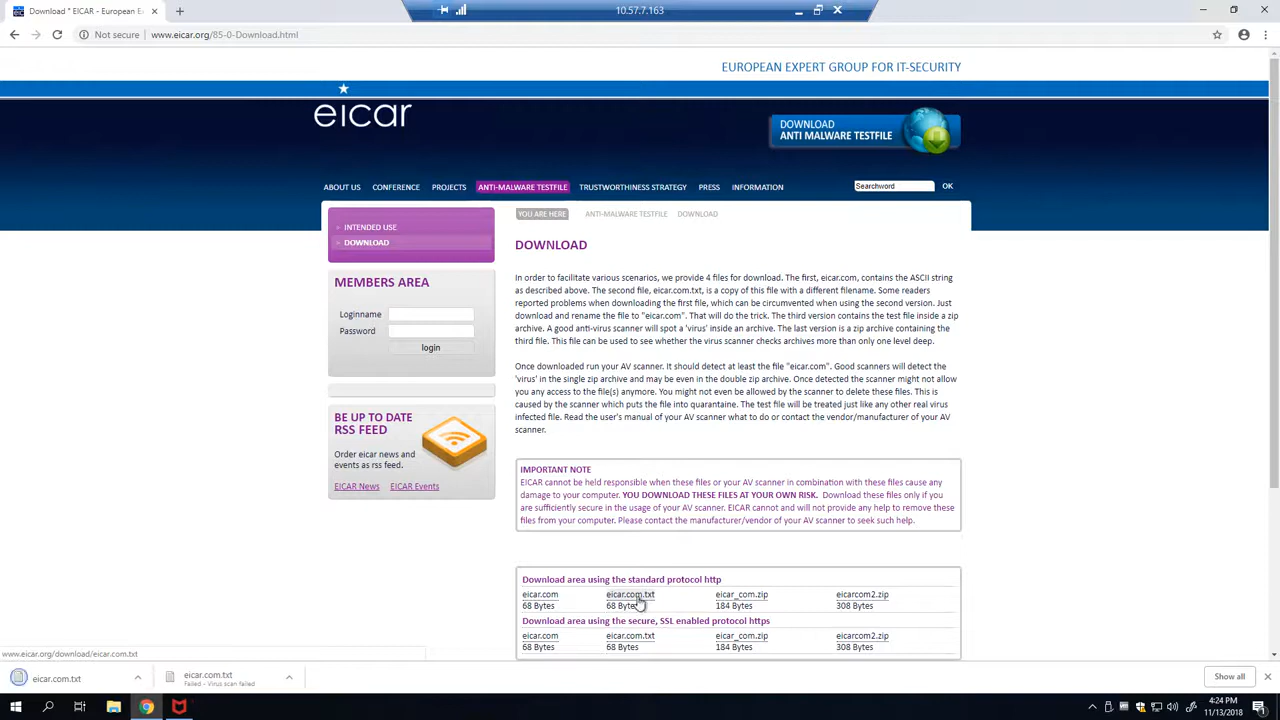 10.57.7.163
Download * EICAR - European E
Not secure
www.eicar.org/85-0-Download.html
EUROPEAN EXPERT GROUP FOR IT-SECURITY
eicar
DOWNLOAD
ANTI MALWARE TESTFILE
ABOUT US CONFERENCE PROJECTS ANTI-MALWARE TESTFILE TRUSTWORTHINESS STRATEGY PRESS INFORMATION
Searchword OK
INTENDED USE
DOWNLOAD
MEMBERS AREA
Loginname
Password
login
BE UP TO DATE
RSS FEED
Order eicar news and
events as rss feed.
EICAR News EICAR Events
YOU ARE HERE ANTI-MALWARE TESTFILE DOWNLOAD
DOWNLOAD
In order to facilitate various scenarios, we provide 4 files for download. The first, eicar.com, contains the ASCII string
as described above. The second file, eicar.com.txt, is a copy of this file with a different filename. Some readers
reported problems when downloading the first file, which can be circumvented when using the second version. Just
download and rename the file to "eicar.com". That will do the trick. The third version contains the test file inside a zip
archive. A good anti-virus scanner will spot a 'virus' inside an archive. The last version is a zip archive containing the
third file. This file can be used to see whether the virus scanner checks archives more than only one level deep.
Once downloaded run your AV scanner. It should detect at least the file "eicar.com". Good scanners will detect the
'virus' in the single zip archive and may be even in the double zip archive. Once detected the scanner might not allow
you any access to the file(s) anymore. You might not even be allowed by the scanner to delete these files. This is
caused by the scanner which puts the file into quarantaine. The test file will be treated just like any other real virus
infected file. Read the user's manual of your AV scanner what to do or contact the vendor/manufacturer of your AV
scanner.
IMPORTANT NOTE
EICAR cannot be held responsible when these files or your AV scanner in combination with these files cause any
damage to your computer. YOU DOWNLOAD THESE FILES AT YOUR OWN RISK. Download these files only if you
are sufficiently secure in the usage of your AV scanner. EICAR cannot and will not provide any help to remove these
files from your computer. Please contact the manufacturer/vendor of your AV scanner to seek such help.
Download area using the standard protocol http
eicar.com eicar.com.txt eicar_com.zip eicarcom2.zip
68 Bytes 68 Bytes 184 Bytes 308 Bytes
Download area using the secure, SSL enabled protocol https
eicar.com eicar.com.txt eicar_com.zip eicarcom2.zip
68 Bytes 68 Bytes 184 Bytes 308 Bytes
www.eicar.org/download/eicar.com.txt
eicar.com.txt
eicar.com.txt
Failed - Virus scan failed
Show all
4:24 PM
11/13/2018